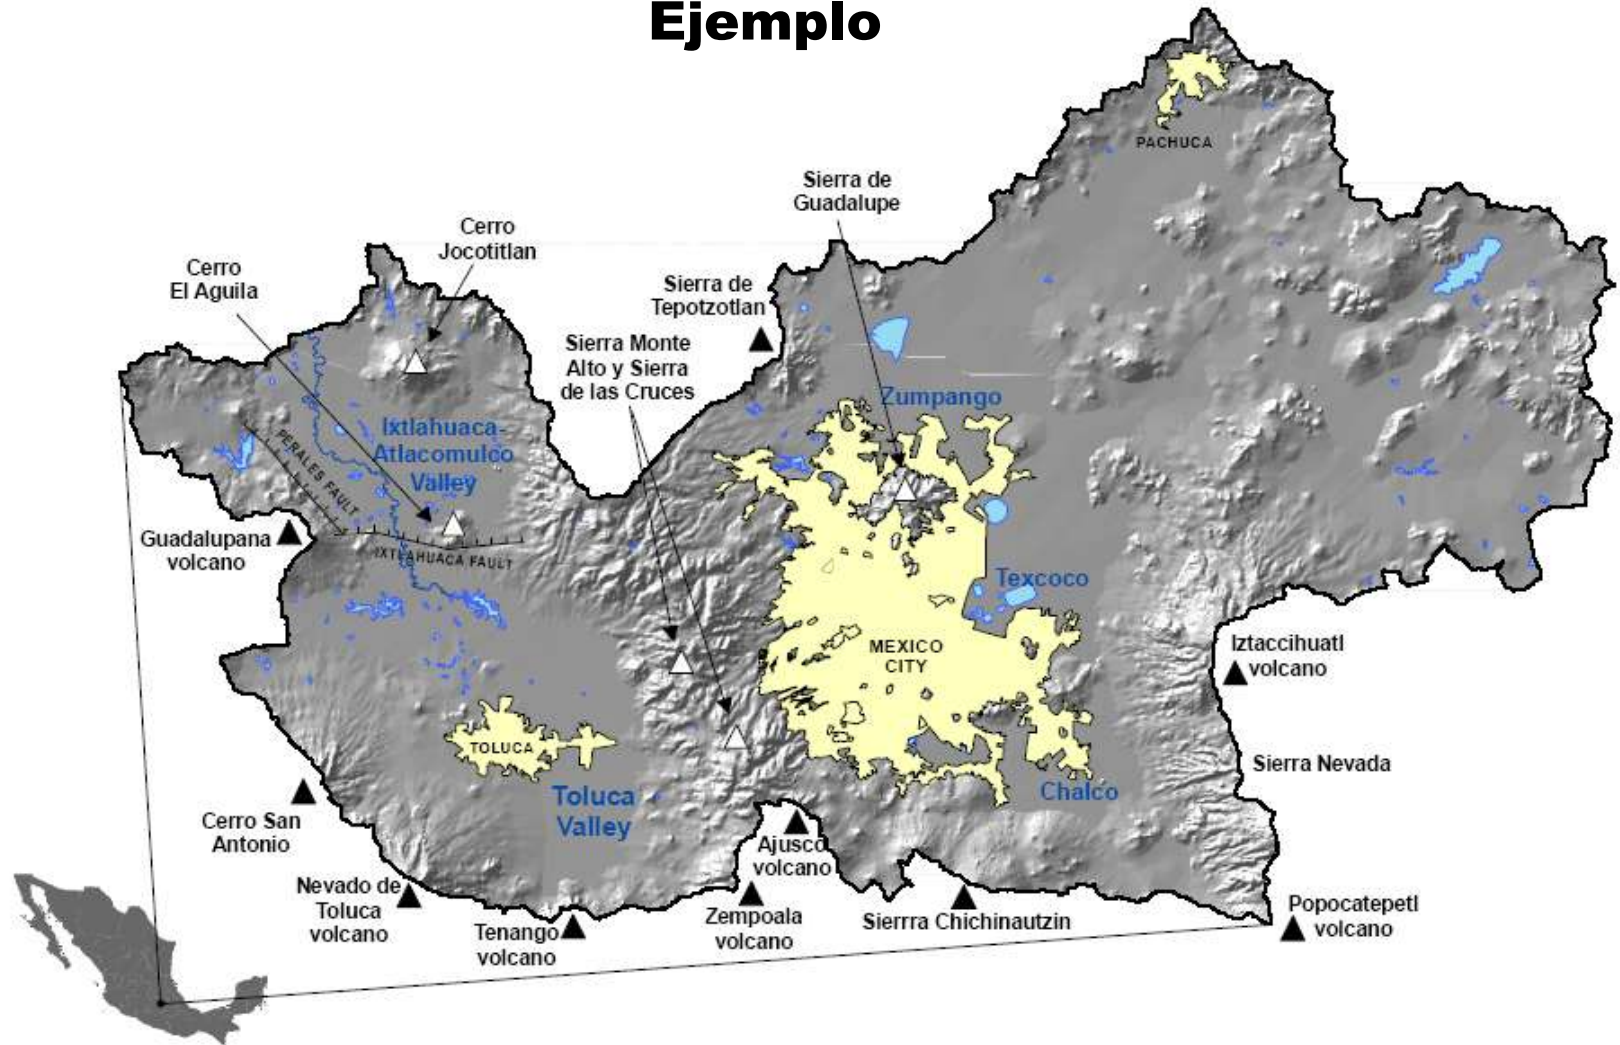 Ejemplo
PACHUCA
Sierra de
Guadalupe
Cerro
Jocotitlan
Cerro
El Aguila
Sierra de
Tepotzotlan
Sierra Monte
Alto y Sierra
de las Cruces
Zumpango
Ixtlahuaca-
Atlacomulco
Valley
PERALES FAULT
Guadalupana
volcano
IXTLAHUACA FAULT
Texcoco
MEXICO
CITY
Iztaccihuatl
volcano
TOLUCA
Sierra Nevada
Toluca
Valley
Chalco
Cerro San
Antonio
Ajusco
volcano
Nevado de
Toluca
volcano
Tenango
volcano
Zempoala
volcano
Sierrra Chichinautzin
Popocatepetl
volcano